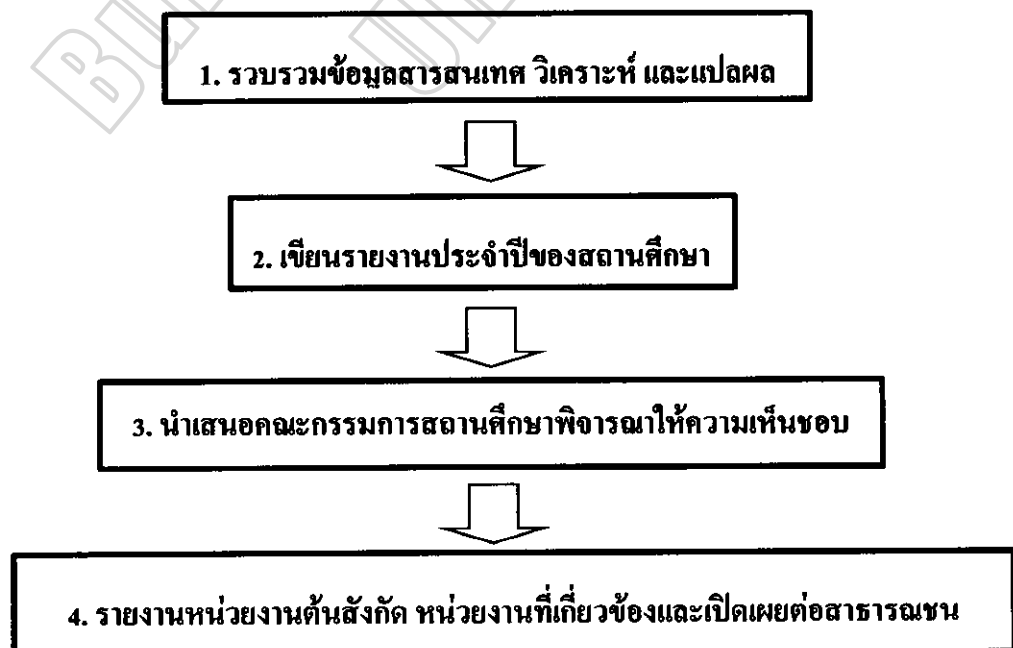 1. รวบรวมข้อมูลสารสนเทศ วิเคราะห์ และแปลผล
2. เขียนรายงานประจำปีของสถานศึกษา
3. นำเสนอคณะกรรมการสถานศึกษาพิจารณาให้ความเห็นชอบ
4. รายงานหน่วยงานต้นสังกัด หน่วยงานที่เกี่ยวข้องและเปิดเผยต่อสาธารณชน